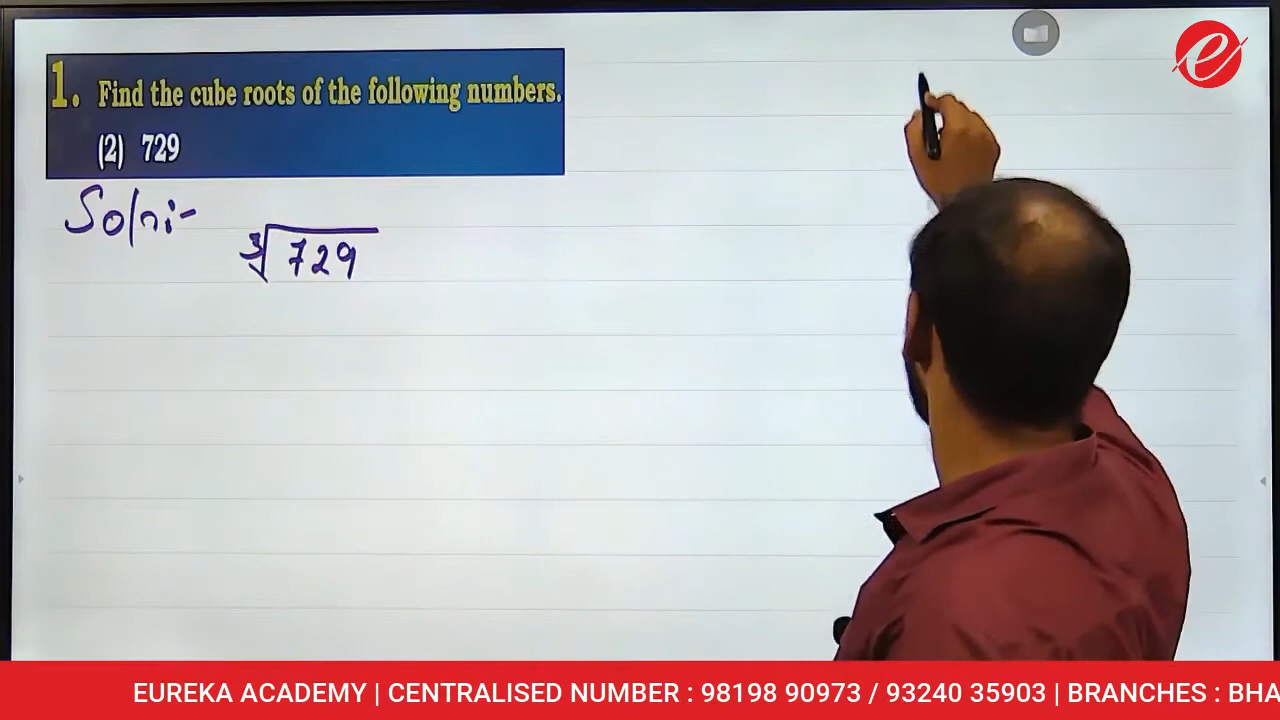 1. Find the cube roots of the following numbers.
(2) 729
Soln:-
3√729
e
EUREKA ACADEMY | CENTRALISED NUMBER : 98198 90973 / 93240 35903 | BRANCHES : BHA